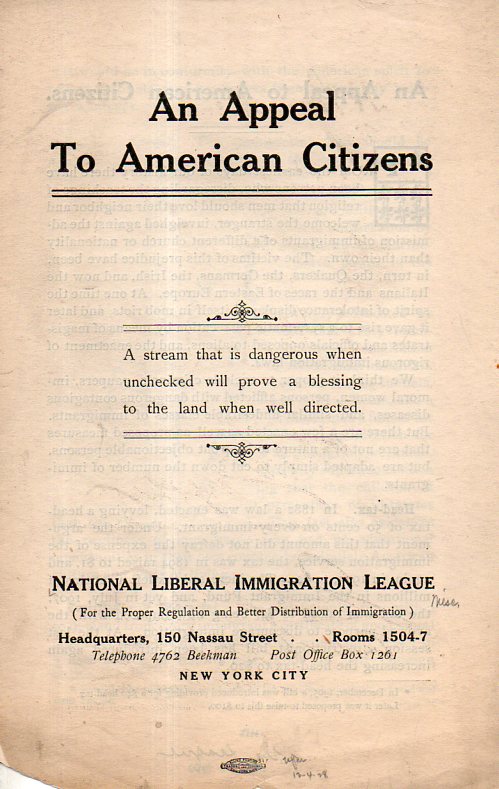 An Appeal
To American Citizens
A stream that is dangerous when
unchecked will prove a blessing
to the land when well directed.
NATIONAL LIBERAL IMMIGRATION LEAGUE
(For the Proper Regulation and Better Distribution of Immigration)
Headquarters, 150 Nassau Street . . Rooms 1504-7
Telephone 4762 Beekman Post Office Box 1261
NEW YORK CITY